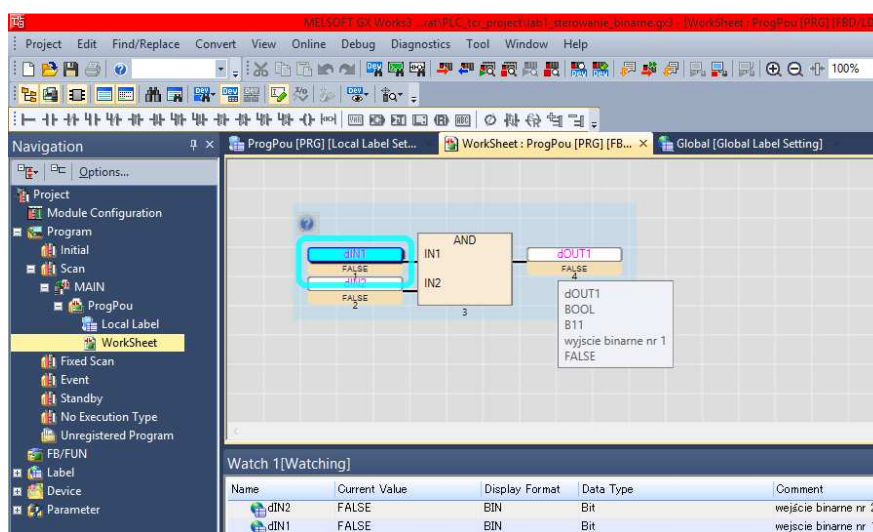 MELSOFT GX Works3 ...rat\PLC_tcs_project\lab1_sterowanie_binarne.gx3 - [WorkSheet : ProgPou [PRG] [FBD/LD
Project Edit Find/Replace Convert View Online Debug Diagnostics Tool Window Help
100%
Navigation
ProgPou [PRG] [Local Label Set...
WorkSheet : ProgPou [PRG] [FB...
Global [Global Label Setting]
Options...
Project
Module Configuration
Program
Initial
Scan
MAIN
ProgPou
Local Label
WorkSheet
Fixed Scan
Event
Standby
No Execution Type
Unregistered Program
FB/FUN
Label
Device
Parameter
dIN1
FALSE
1
dIN2
FALSE
2
AND
IN1
IN2
3
dOUT1
FALSE
4
dOUT1
BOOL
B11
wyjscie binarne nr 1
FALSE
Watch 1[Watching]
Name Current Value Display Format Data Type Comment
dIN2 FALSE BIN Bit wejście binarne nr 2
dIN1 FALSE BIN Bit wejscie binarne nr